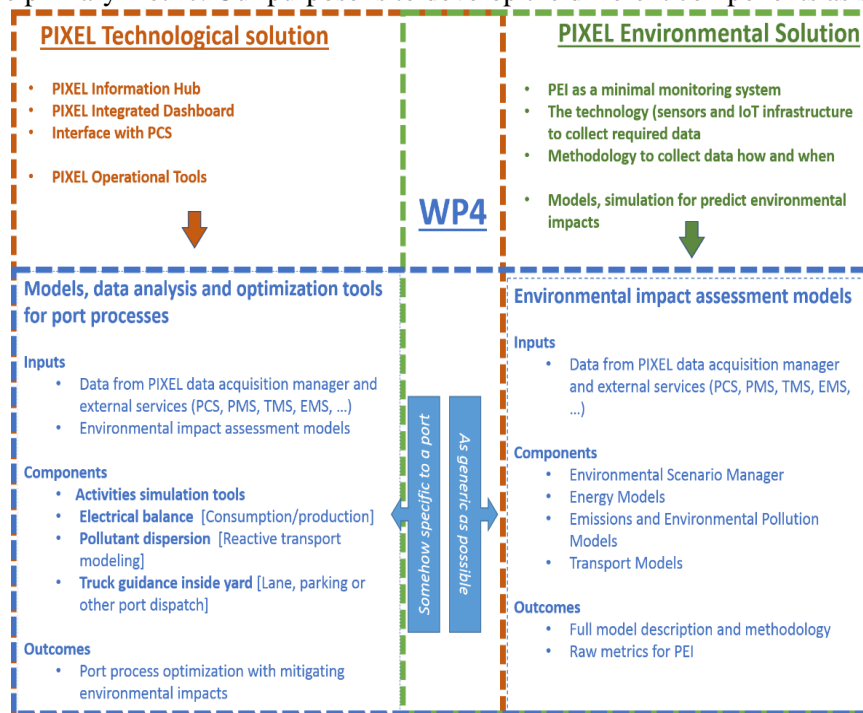 PIXEL Technological solution
• PIXEL Information Hub
• PIXEL Integrated Dashboard
• Interface with PCS
• PIXEL Operational Tools
PIXEL Environmental Solution
• PEI as a minimal monitoring system
• The technology (sensors and IoT infrastructure
to collect required data
• Methodology to collect data how and when
• Models, simulation for predict environmental
impacts
WP4
Models, data analysis and optimization tools
for port processes
Inputs
• Data from PIXEL data acquisition manager and
external services (PCS, PMS, TMS, EMS, ...)
• Environmental impact assessment models
Components
• Activities simulation tools
• Electrical balance [Consumption/production]
• Pollutant dispersion [Reactive transport
modeling]
• Truck guidance inside yard [Lane, parking or
other port dispatch]
Outcomes
• Port process optimization with mitigating
environmental impacts
Somehow specific to a port
As generic as possible
Environmental impact assessment models
Inputs
• Data from PIXEL data acquisition manager
and external services (PCS, PMS, TMS, EMS,
...)
Components
• Environmental Scenario Manager
• Energy Models
• Emissions and Environmental Pollution
Models
• Transport Models
Outcomes
• Full model description and methodology
• Raw metrics for PEI